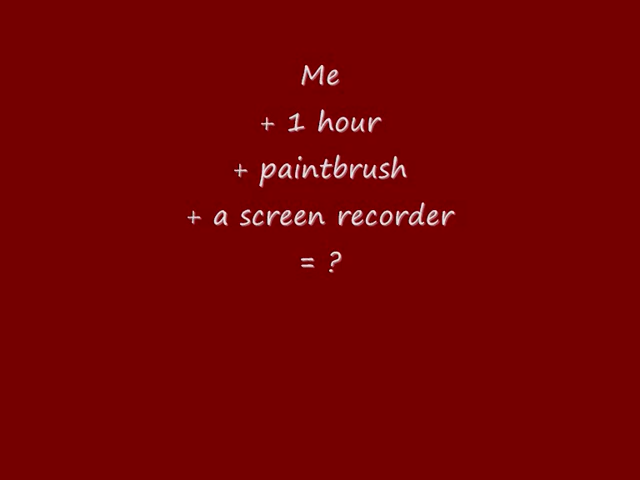 Me
+ 1 hour
+ paintbrush
+ a screen recorder
= ?